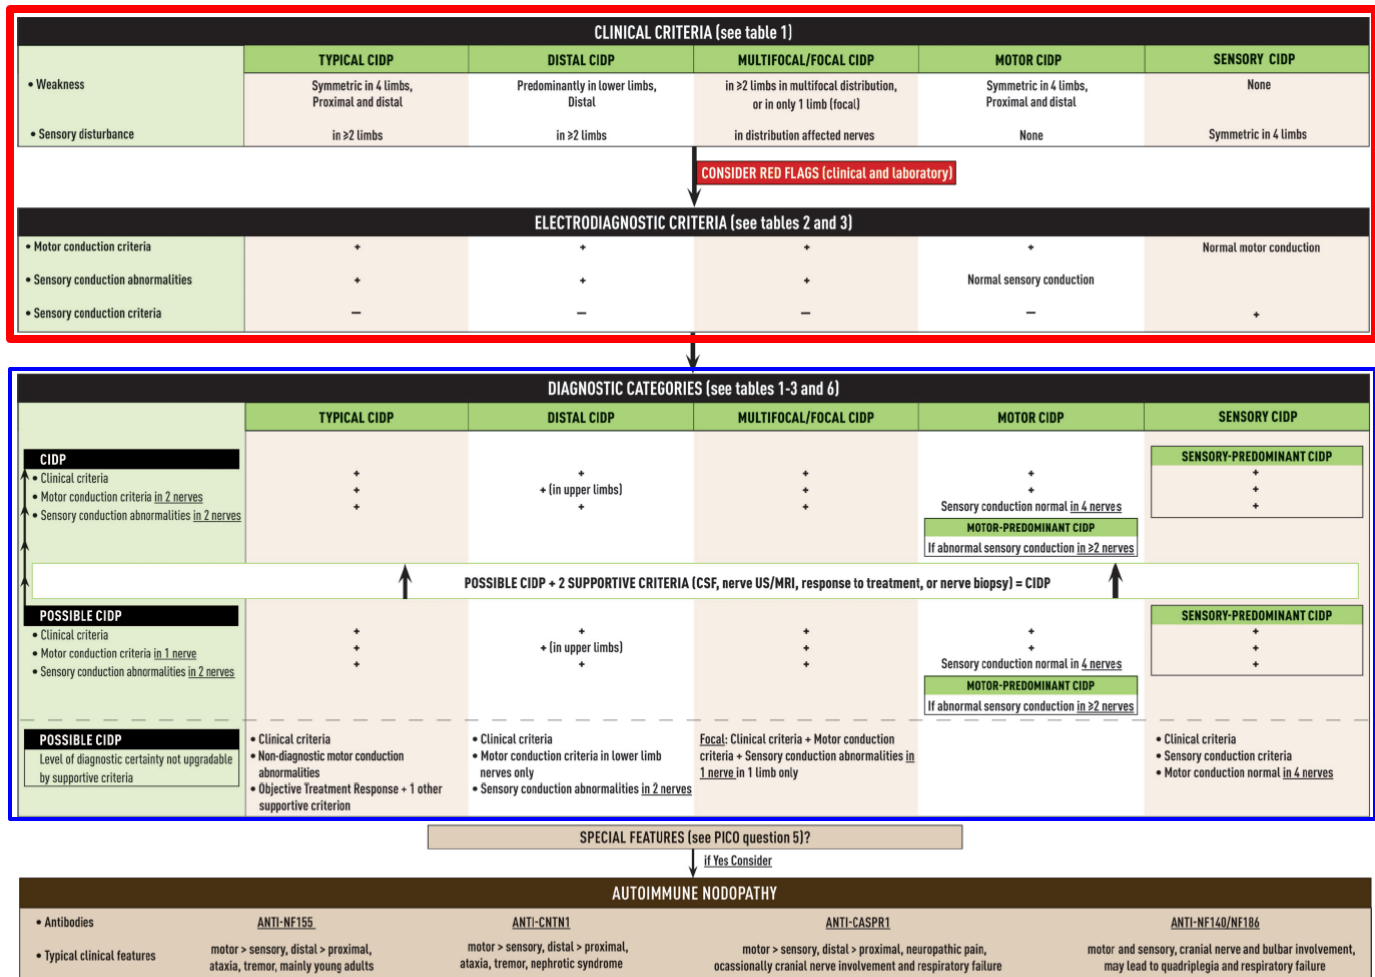 CLINICAL CRITERIA (see table 1)
TYPICAL CIDP
DISTAL CIDP
MULTIFOCAL/FOCAL CIDP
MOTOR CIDP
SENSORY CIDP
• Weakness
Symmetric in 4 limbs,
Proximal and distal
Predominantly in lower limbs,
Distal
in ≥2 limbs in multifocal distribution,
or in only 1 limb (focal)
Symmetric in 4 limbs,
Proximal and distal
None
• Sensory disturbance
in ≥2 limbs
in ≥2 limbs
in distribution affected nerves
None
Symmetric in 4 limbs
CONSIDER RED FLAGS (clinical and laboratory)
ELECTRODIAGNOSTIC CRITERIA (see tables 2 and 3)
• Motor conduction criteria
+
+
+
+
Normal motor conduction
• Sensory conduction abnormalities
+
+
+
Normal sensory conduction
• Sensory conduction criteria
—
—
—
—
+
DIAGNOSTIC CATEGORIES (see tables 1-3 and 6)
TYPICAL CIDP
DISTAL CIDP
MULTIFOCAL/FOCAL CIDP
MOTOR CIDP
SENSORY CIDP
CIDP
SENSORY-PREDOMINANT CIDP
• Clinical criteria
+
+
+
+
+
• Motor conduction criteria in 2 nerves
+
+ (in upper limbs)
+
+
+
• Sensory conduction abnormalities in 2 nerves
+
+
+
Sensory conduction normal in 4 nerves
+
MOTOR-PREDOMINANT CIDP
If abnormal sensory conduction in ≥2 nerves
POSSIBLE CIDP + 2 SUPPORTIVE CRITERIA (CSF, nerve US/MRI, response to treatment, or nerve biopsy) = CIDP
POSSIBLE CIDP
SENSORY-PREDOMINANT CIDP
• Clinical criteria
+
+
+
+
+
• Motor conduction criteria in 1 nerve
+
+ (in upper limbs)
+
+
+
• Sensory conduction abnormalities in 2 nerves
+
+
+
Sensory conduction normal in 4 nerves
+
MOTOR-PREDOMINANT CIDP
If abnormal sensory conduction in ≥2 nerves
POSSIBLE CIDP
Level of diagnostic certainty not upgradable
by supportive criteria
• Clinical criteria
• Non-diagnostic motor conduction
abnormalities
• Objective Treatment Response + 1 other
supportive criterion
• Clinical criteria
• Motor conduction criteria in lower limb
nerves only
• Sensory conduction abnormalities in 2 nerves
Focal: Clinical criteria + Motor conduction
criteria + Sensory conduction abnormalities in
1 nerve in 1 limb only
• Clinical criteria
• Sensory conduction criteria
• Motor conduction normal in 4 nerves
SPECIAL FEATURES (see PICO question 5)?
if Yes Consider
AUTOIMMUNE NODOPATHY
• Antibodies
ANTI-NF155
ANTI-CNTN1
ANTI-CASPR1
ANTI-NF140/NF186
• Typical clinical features
motor > sensory, distal > proximal,
ataxia, tremor, mainly young adults
motor > sensory, distal > proximal,
ataxia, tremor, nephrotic syndrome
motor > sensory, distal > proximal, neuropathic pain,
ocassionally cranial nerve involvement and respiratory failure
motor and sensory, cranial nerve and bulbar involvement,
may lead to quadriplegia and respiratory failure